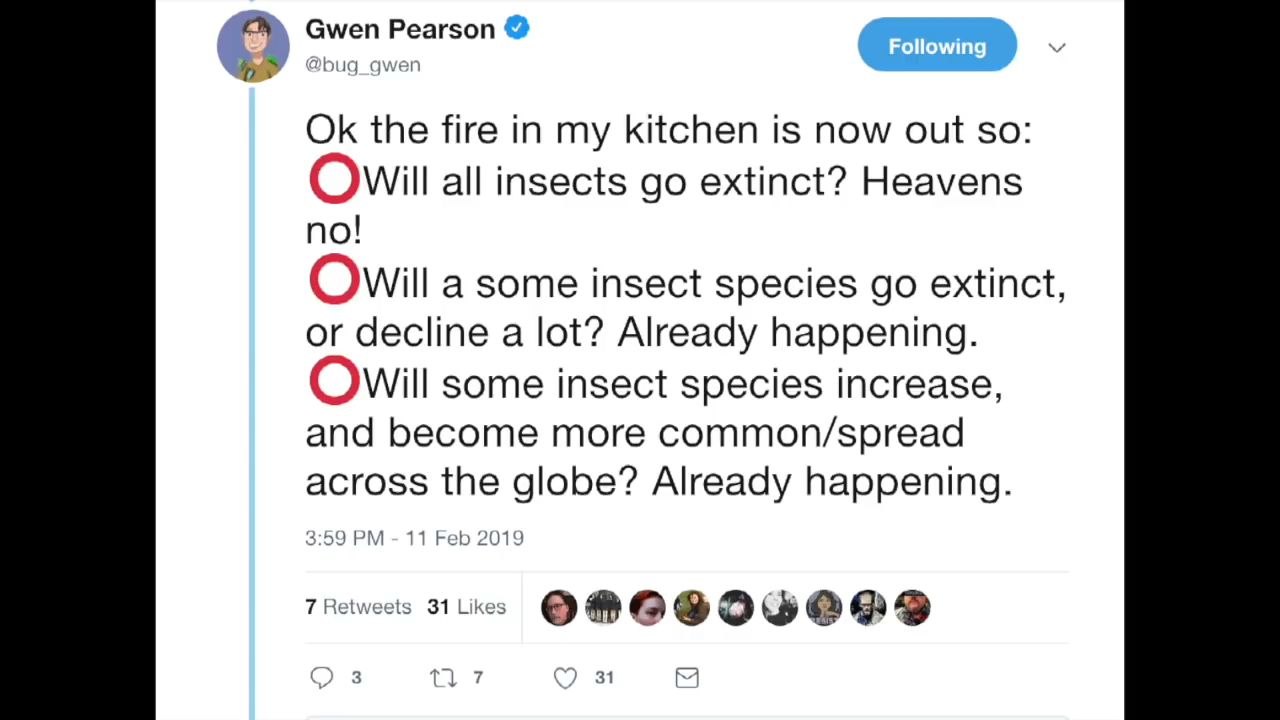 Gwen Pearson
Following
@bug_gwen
Ok the fire in my kitchen is now out so:
⭕Will all insects go extinct? Heavens
no!
⭕Will a some insect species go extinct,
or decline a lot? Already happening.
⭕Will some insect species increase,
and become more common/spread
across the globe? Already happening.
3:59 PM - 11 Feb 2019
7 Retweets 31 Likes
3 7 31